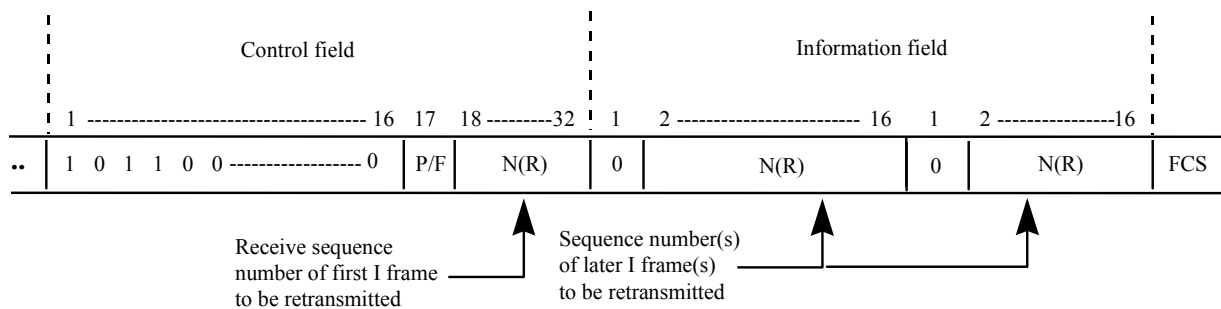 Control field Information field
1 ------------------------------------ 16 17 18 ---------32 1 2 ------------------------ 16 1 2 ---------------16
.. 1 0 1 1 0 0 ------------------ 0 P/F N(R) 0 N(R) 0 N(R) FCS
Receive sequence
number of first I frame
to be retransmitted
Sequence number(s)
of later I frame(s)
to be retransmitted